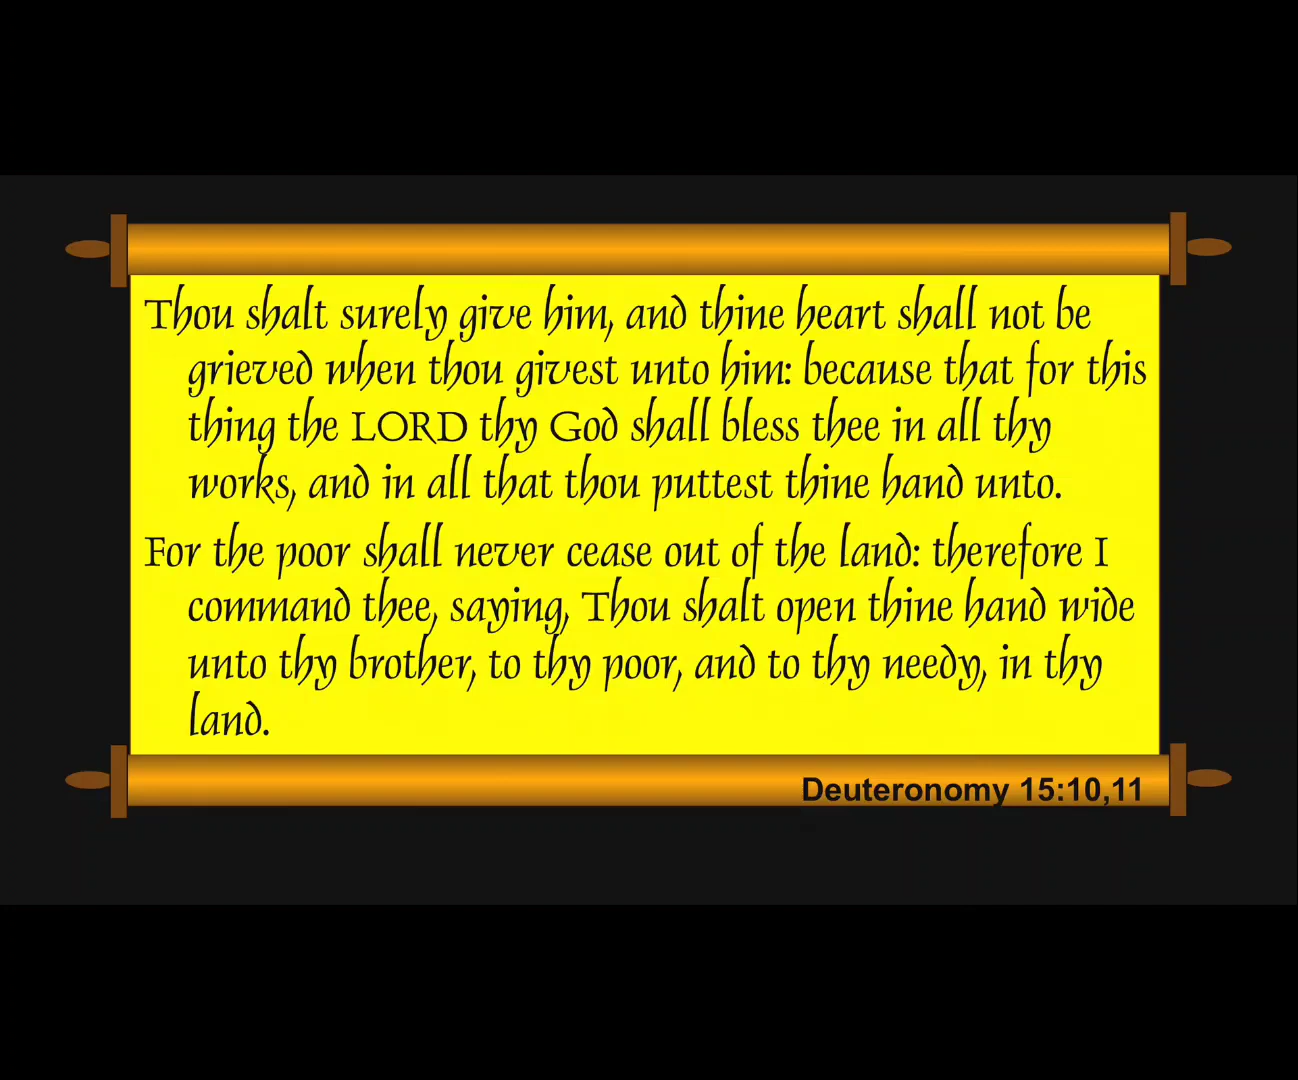 Thou shalt surely give him, and thine heart shall not be
grieved when thou givest unto him: because that for this
thing the LORD thy God shall bless thee in all thy
works, and in all that thou puttest thine hand unto.
For the poor shall never cease out of the land: therefore I
command thee, saying, Thou shalt open thine hand wide
unto thy brother, to thy poor, and to thy needy, in thy
land.
Deuteronomy 15:10,11